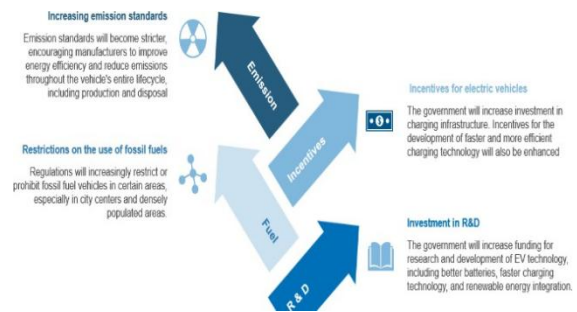 Increasing emission standards
Emission standards will become stricter,
encouraging manufacturers to improve
energy efficiency and reduce emissions
throughout the vehicle's entire lifecycle,
including production and disposal
Emission
Incentives for electric vehicles
The government will increase investment in
charging infrastructure. Incentives for the
development of faster and more efficient
charging technology will also be enhanced
Incentives
Restrictions on the use of fossil fuels
Regulations will increasingly restrict or
prohibit fossil fuel vehicles in certain areas,
especially in city centers and densely
populated areas.
Fuel
Investment in R&D
The government will increase funding for
research and development of EV technology,
including better batteries, faster charging
technology, and renewable energy integration.
R & D